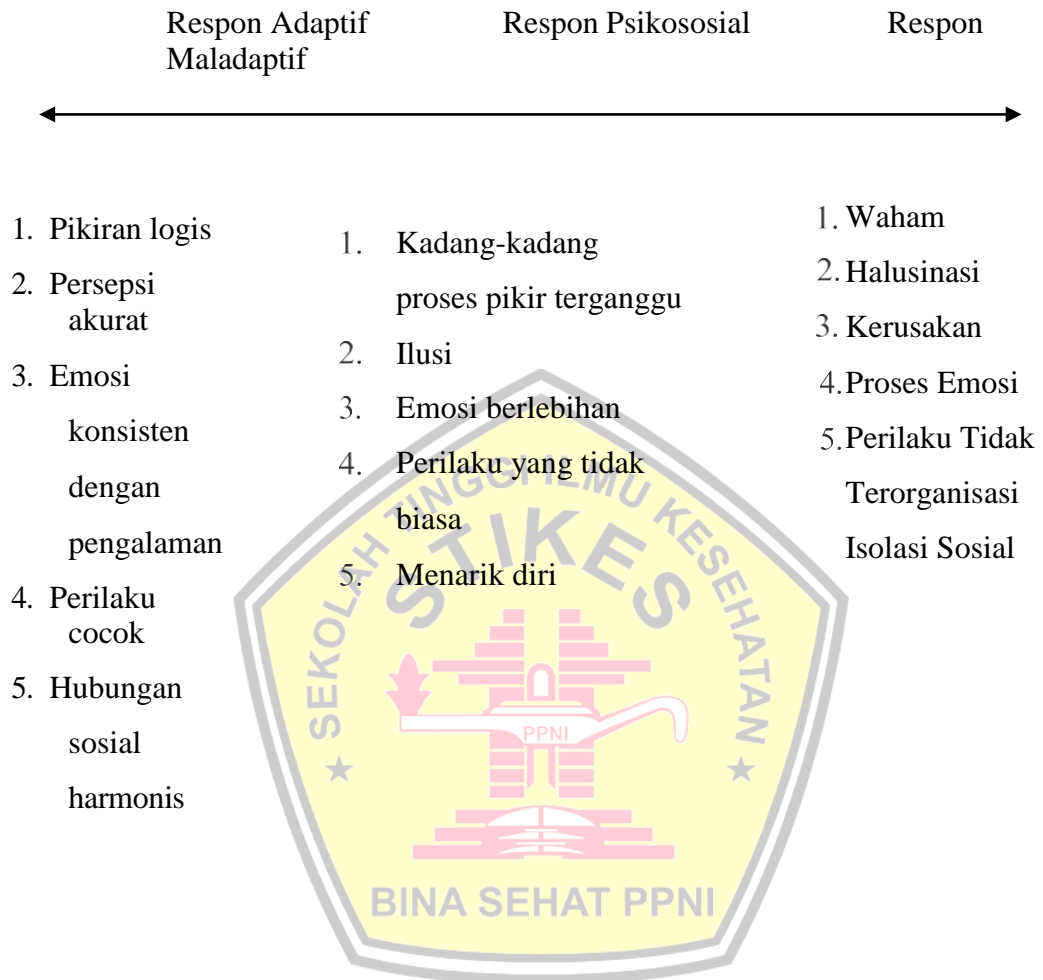 Respon Adaptif Respon Psikososial Respon
Maladaptif
1. Pikiran logis
2. Persepsi
akurat
3. Emosi
konsisten
dengan
pengalaman
4. Perilaku
cocok
5. Hubungan
sosial
harmonis
1. Kadang-kadang
proses pikir terganggu
2. Ilusi
3. Emosi berlebihan
4. Perilaku yang tidak
biasa
5. Menarik diri
1. Waham
2. Halusinasi
3. Kerusakan
4. Proses Emosi
5. Perilaku Tidak
Terorganisasi
Isolasi Sosial
SEKOLAH TINGGI ILMU KESEHATAN
STIKES
PPNI
BINA SEHAT PPNI